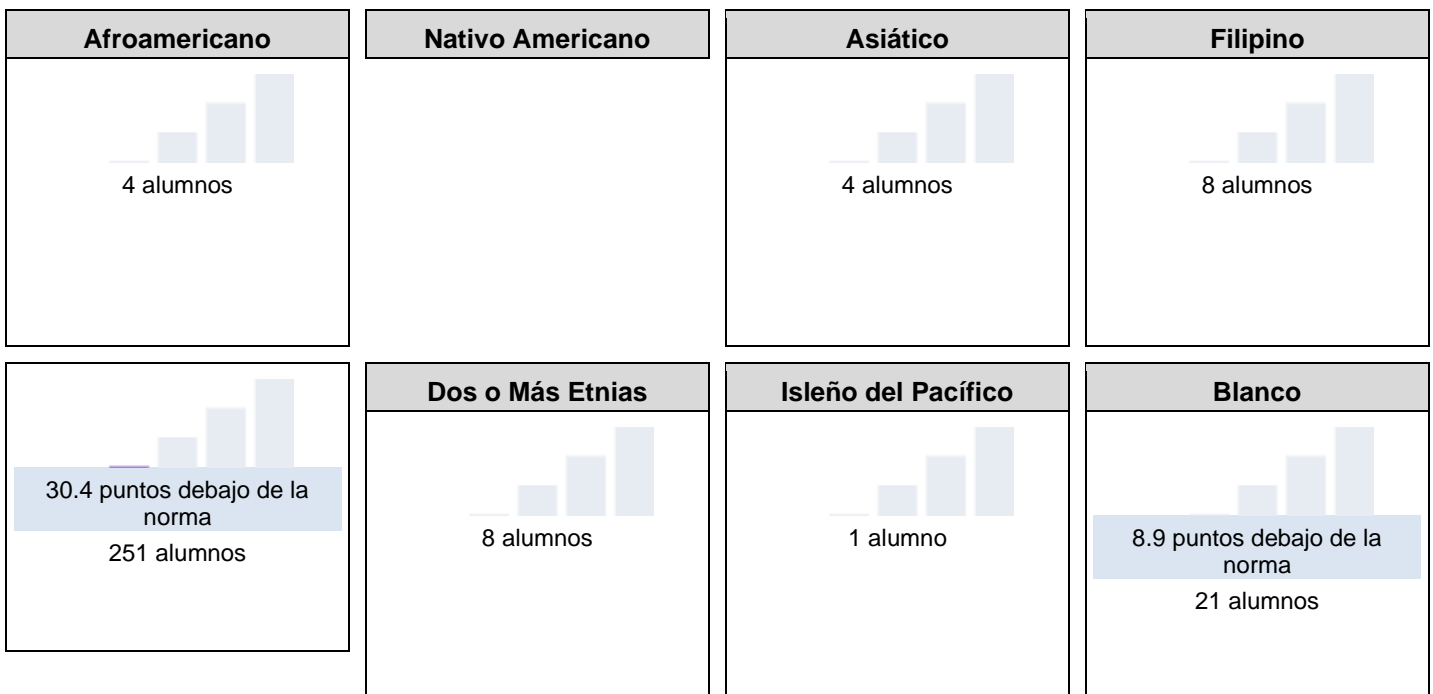 Afroamericano
Nativo Americano
Asiático
Filipino
4 alumnos
4 alumnos
8 alumnos
Dos o Más Etnias
Isleño del Pacífico
Blanco
30.4 puntos debajo de la
norma
251 alumnos
8 alumnos
1 alumno
8.9 puntos debajo de la
norma
21 alumnos